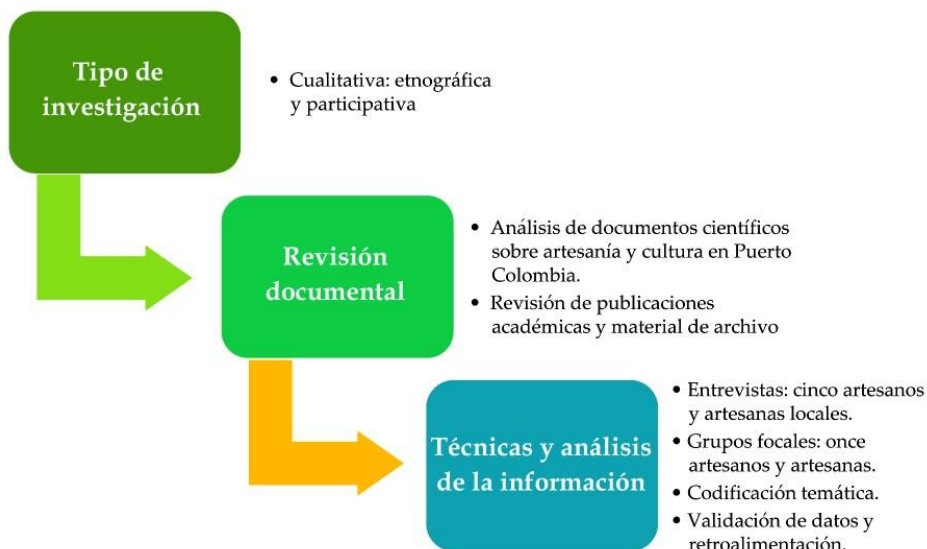 Tipo de
investigación
• Cualitativa: etnográfica
y participativa
Revisión
documental
• Análisis de documentos científicos
sobre artesanía y cultura en Puerto
Colombia.
• Revisión de publicaciones
académicas y material de archivo
Técnicas y análisis
de la información
• Entrevistas: cinco artesanos
y artesanas locales.
• Grupos focales: once
artesanos y artesanas.
• Codificación temática.
• Validación de datos y
retroalimentación.